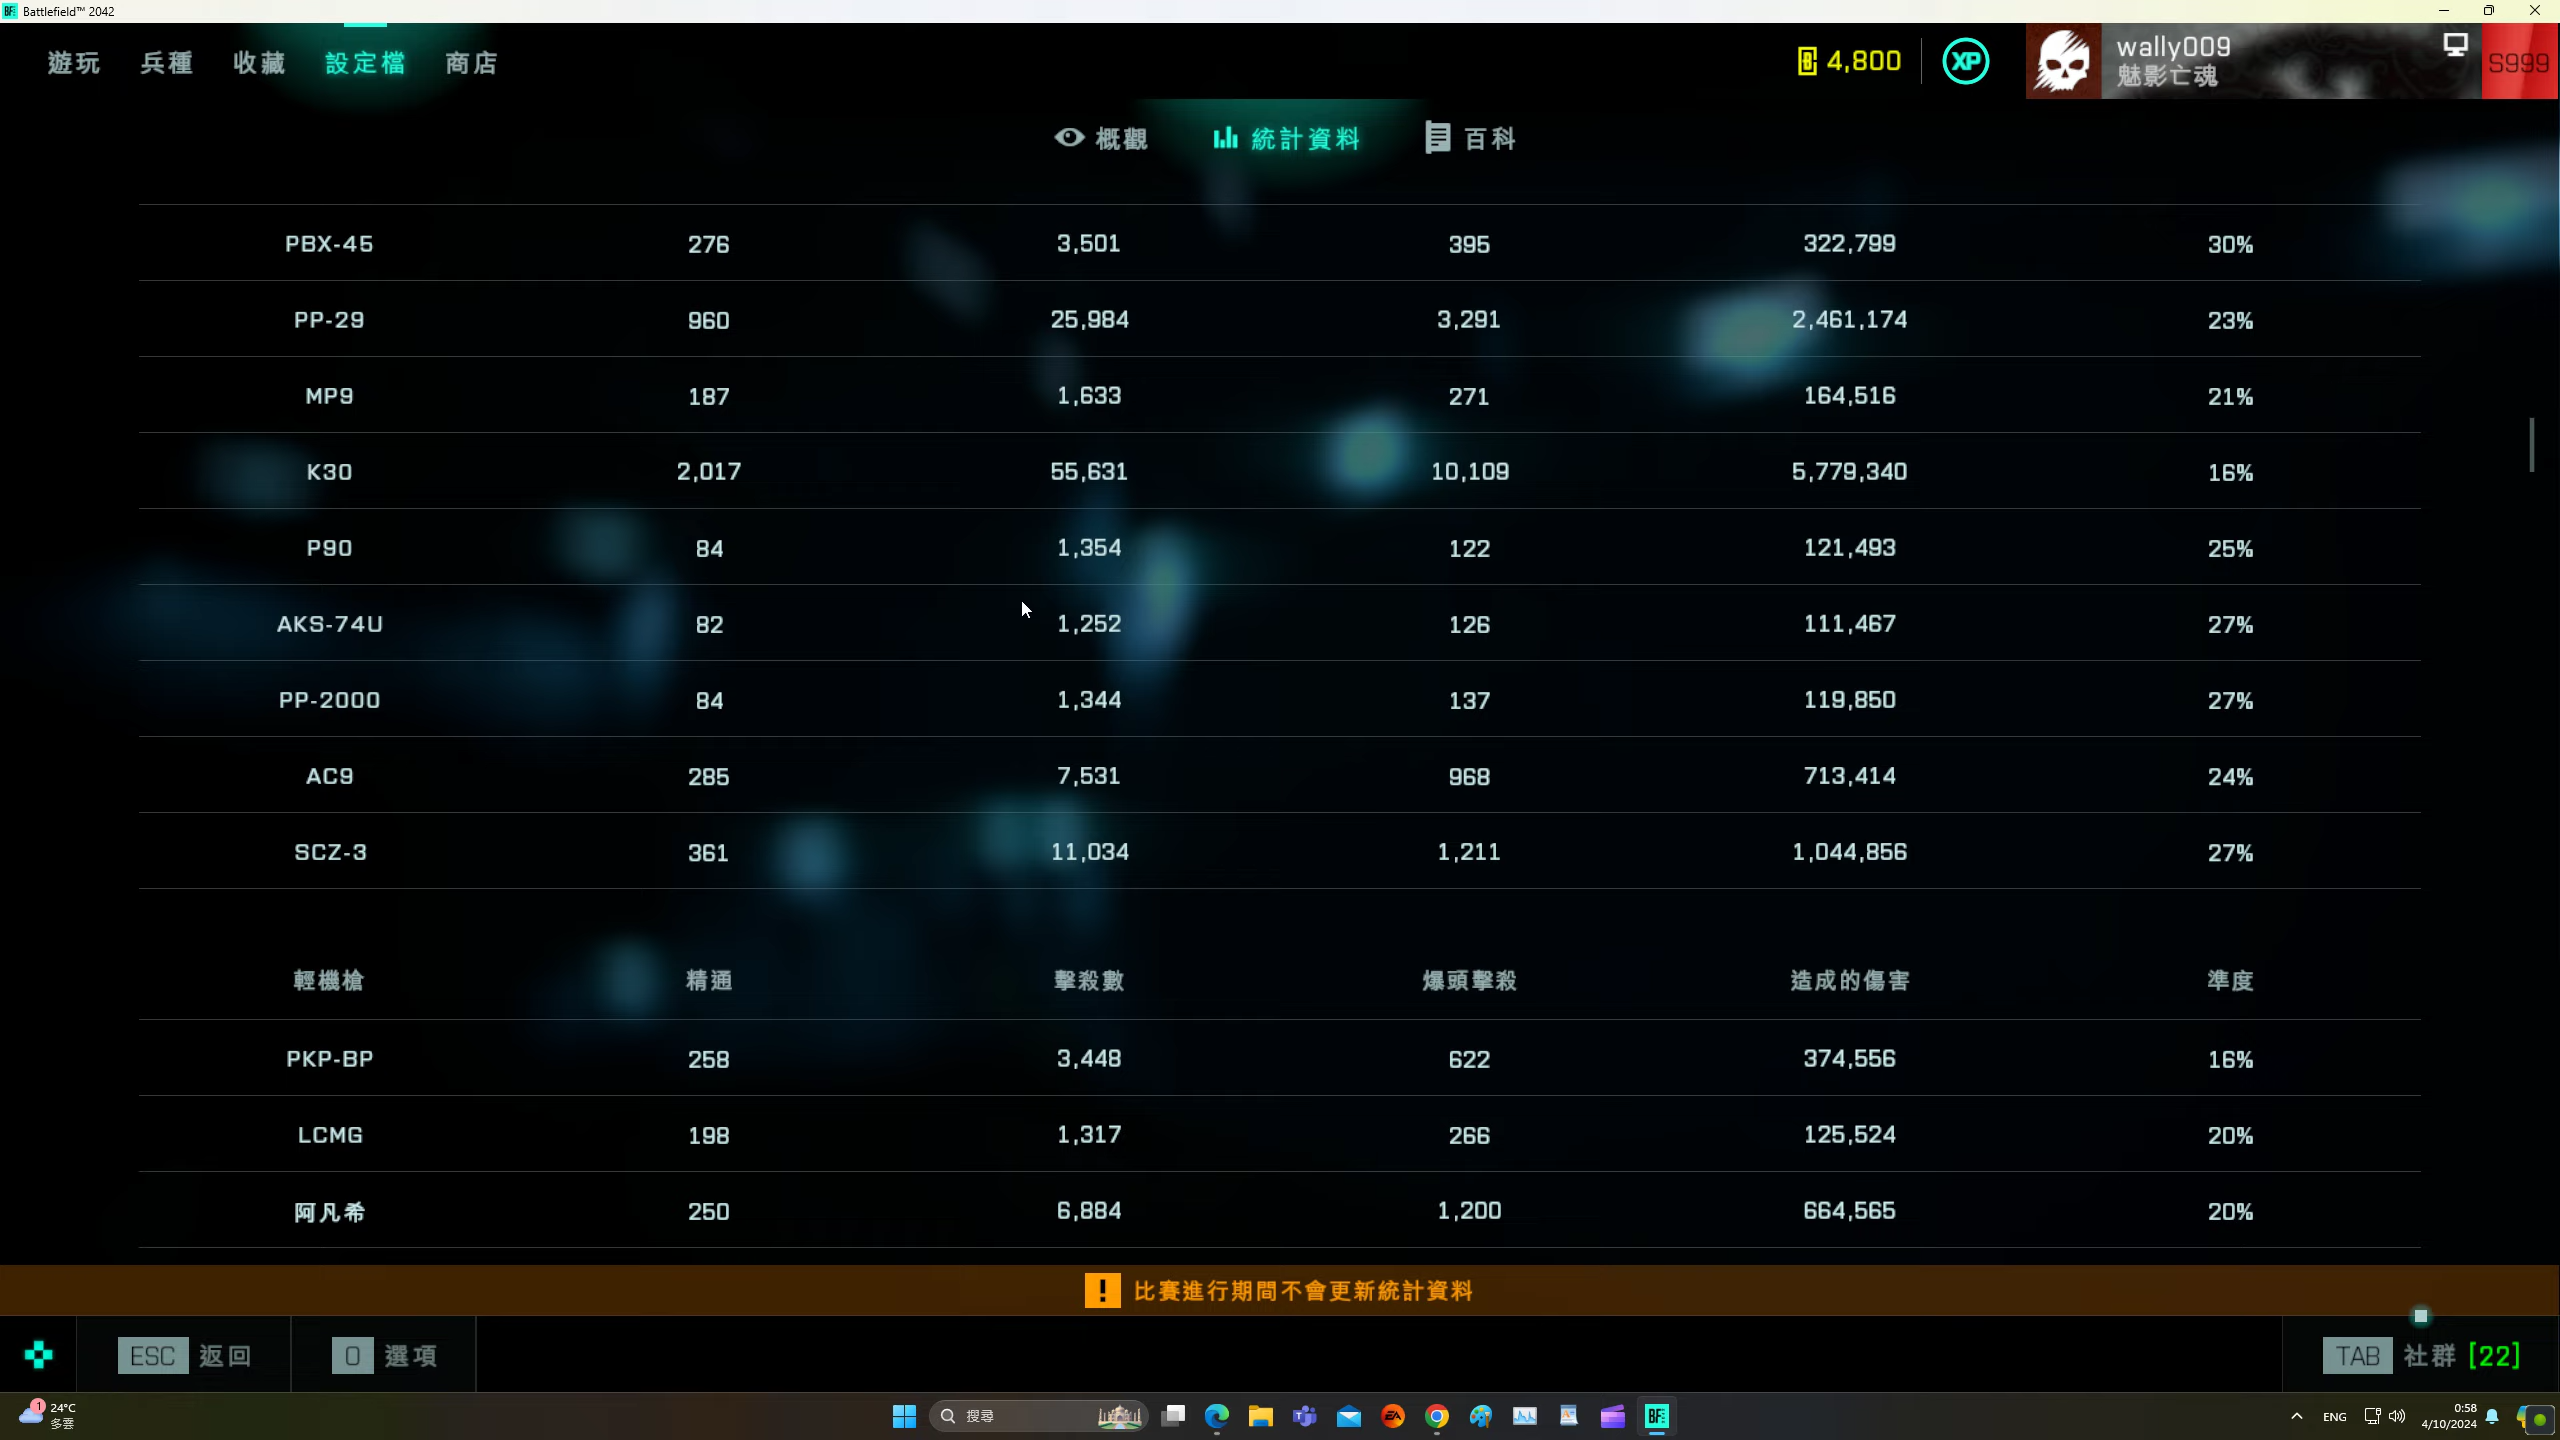 Battlefield™ 2042
遊玩 兵種 收藏 設定檔 商店
4,800 XP wally009 S999
魅影亡魂
概觀 統計資料 百科
PBX-45 276 3,501 395 322,799 30%
PP-29 960 25,984 3,291 2,461,174 23%
MP9 187 1,633 271 164,516 21%
K30 2,017 55,631 10,109 5,779,340 16%
P90 84 1,354 122 121,493 25%
AKS-74U 82 1,252 126 111,467 27%
PP-2000 84 1,344 137 119,850 27%
AC9 285 7,531 968 713,414 24%
SCZ-3 361 11,034 1,211 1,044,856 27%
輕機槍 精通 擊殺數 爆頭擊殺 造成的傷害 準度
PKP-BP 258 3,448 622 374,556 16%
LCMG 198 1,317 266 125,524 20%
阿凡希 250 6,884 1,200 664,565 20%
! 比賽進行期間不會更新統計資料
ESC 返回 O 選項 TAB 社群 [22]
1 24°C
多雲
搜尋
ENG
0:58
4/10/2024